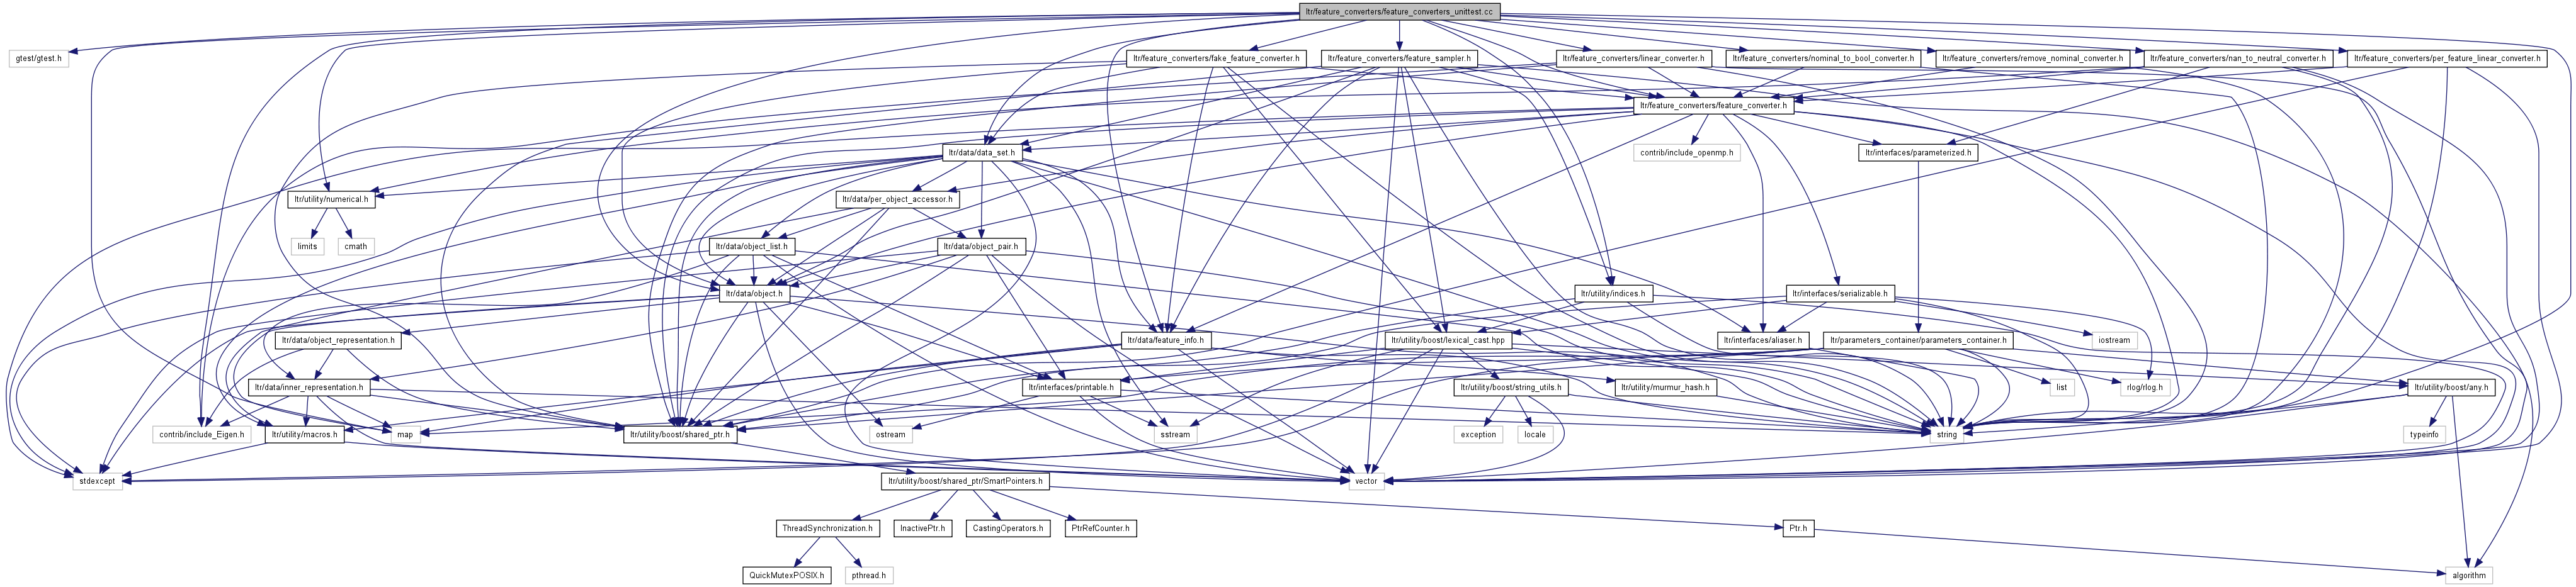 ltr/feature_converters/feature_converters_unittest.cc
gtest/gtest.h
ltr/feature_converters/fake_feature_converter.h
ltr/feature_converters/feature_sampler.h
ltr/feature_converters/linear_converter.h
ltr/feature_converters/nominal_to_bool_converter.h
ltr/feature_converters/remove_nominal_converter.h
ltr/feature_converters/nan_to_neutral_converter.h
ltr/feature_converters/per_feature_linear_converter.h
ltr/feature_converters/feature_converter.h
ltr/data/data_set.h
contrib/include_openmp.h
ltr/interfaces/parameterized.h
ltr/utility/numerical.h
ltr/data/per_object_accessor.h
limits
cmath
ltr/data/object_list.h
ltr/data/object_pair.h
ltr/data/object.h
ltr/utility/indices.h
ltr/interfaces/serializable.h
ltr/data/object_representation.h
ltr/data/feature_info.h
ltr/utility/boost/lexical_cast.hpp
ltr/interfaces/aliaser.h
ltr/parameters_container/parameters_container.h
iostream
ltr/data/inner_representation.h
ltr/interfaces/printable.h
ltr/utility/boost/string_utils.h
ltr/utility/murmur_hash.h
list
rlog/rlog.h
ltr/utility/boost/any.h
contrib/include_Eigen.h
ltr/utility/macros.h
map
ltr/utility/boost/shared_ptr.h
ostream
sstream
exception
locale
string
typeinfo
stdexcept
ltr/utility/boost/shared_ptr/SmartPointers.h
vector
ThreadSynchronization.h
InactivePtr.h
CastingOperators.h
PtrRefCounter.h
Ptr.h
QuickMutexPOSIX.h
pthread.h
algorithm